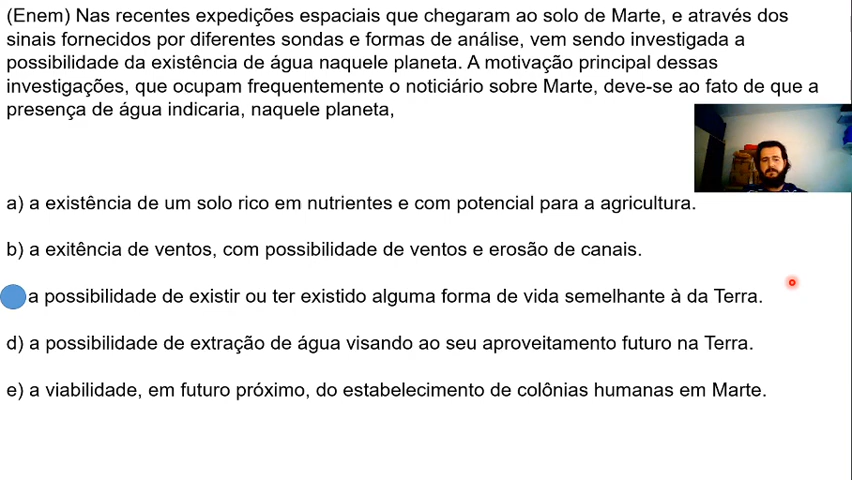 (Enem) Nas recentes expedições espaciais que chegaram ao solo de Marte, e através dos
sinais fornecidos por diferentes sondas e formas de análise, vem sendo investigada a
possibilidade da existência de água naquele planeta. A motivação principal dessas
investigações, que ocupam frequentemente o noticiário sobre Marte, deve-se ao fato de que a
presença de água indicaria, naquele planeta,
a) a existência de um solo rico em nutrientes e com potencial para a agricultura.
b) a exitência de ventos, com possibilidade de ventos e erosão de canais.
a possibilidade de existir ou ter existido alguma forma de vida semelhante à da Terra.
d) a possibilidade de extração de água visando ao seu aproveitamento futuro na Terra.
e) a viabilidade, em futuro próximo, do estabelecimento de colônias humanas em Marte.